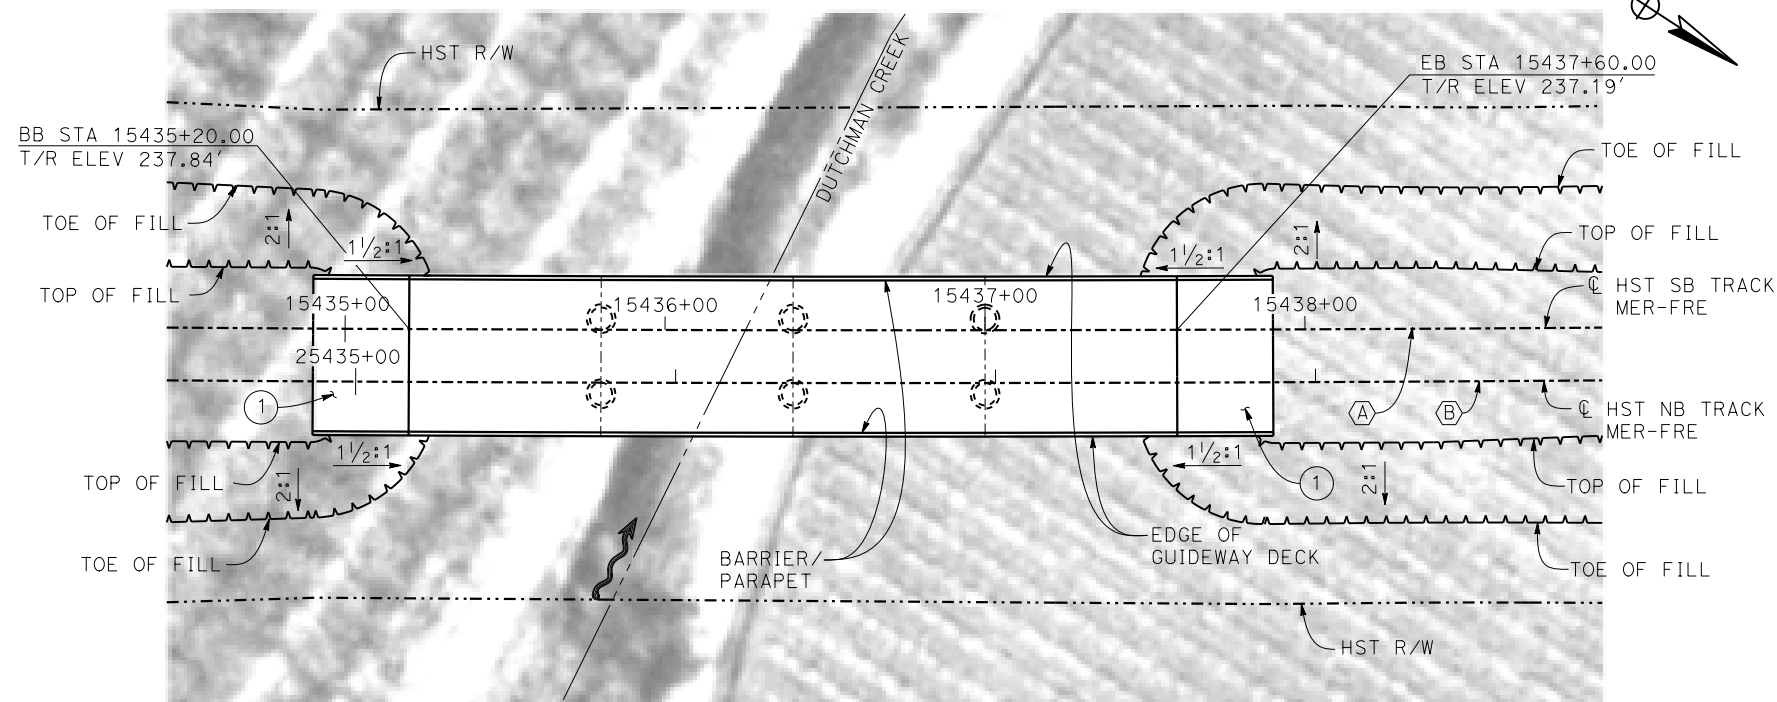 HST R/W
DUTCHMAN CREEK
EB STA 15437+60.00
T/R ELEV 237.19'
BB STA 15435+20.00
T/R ELEV 237.84'
TOE OF FILL
TOE OF FILL
2:1
1½:1
1½:1
2:1
TOP OF FILL
TOP OF FILL
15435+00
15436+00
15437+00
15438+00
℄ HST SB TRACK
MER-FRE
25435+00
1
A
B
℄ HST NB TRACK
MER-FRE
TOP OF FILL
2:1
1½:1
1½:1
1
2:1
TOP OF FILL
TOE OF FILL
BARRIER/
PARAPET
EDGE OF
GUIDEWAY DECK
TOE OF FILL
HST R/W